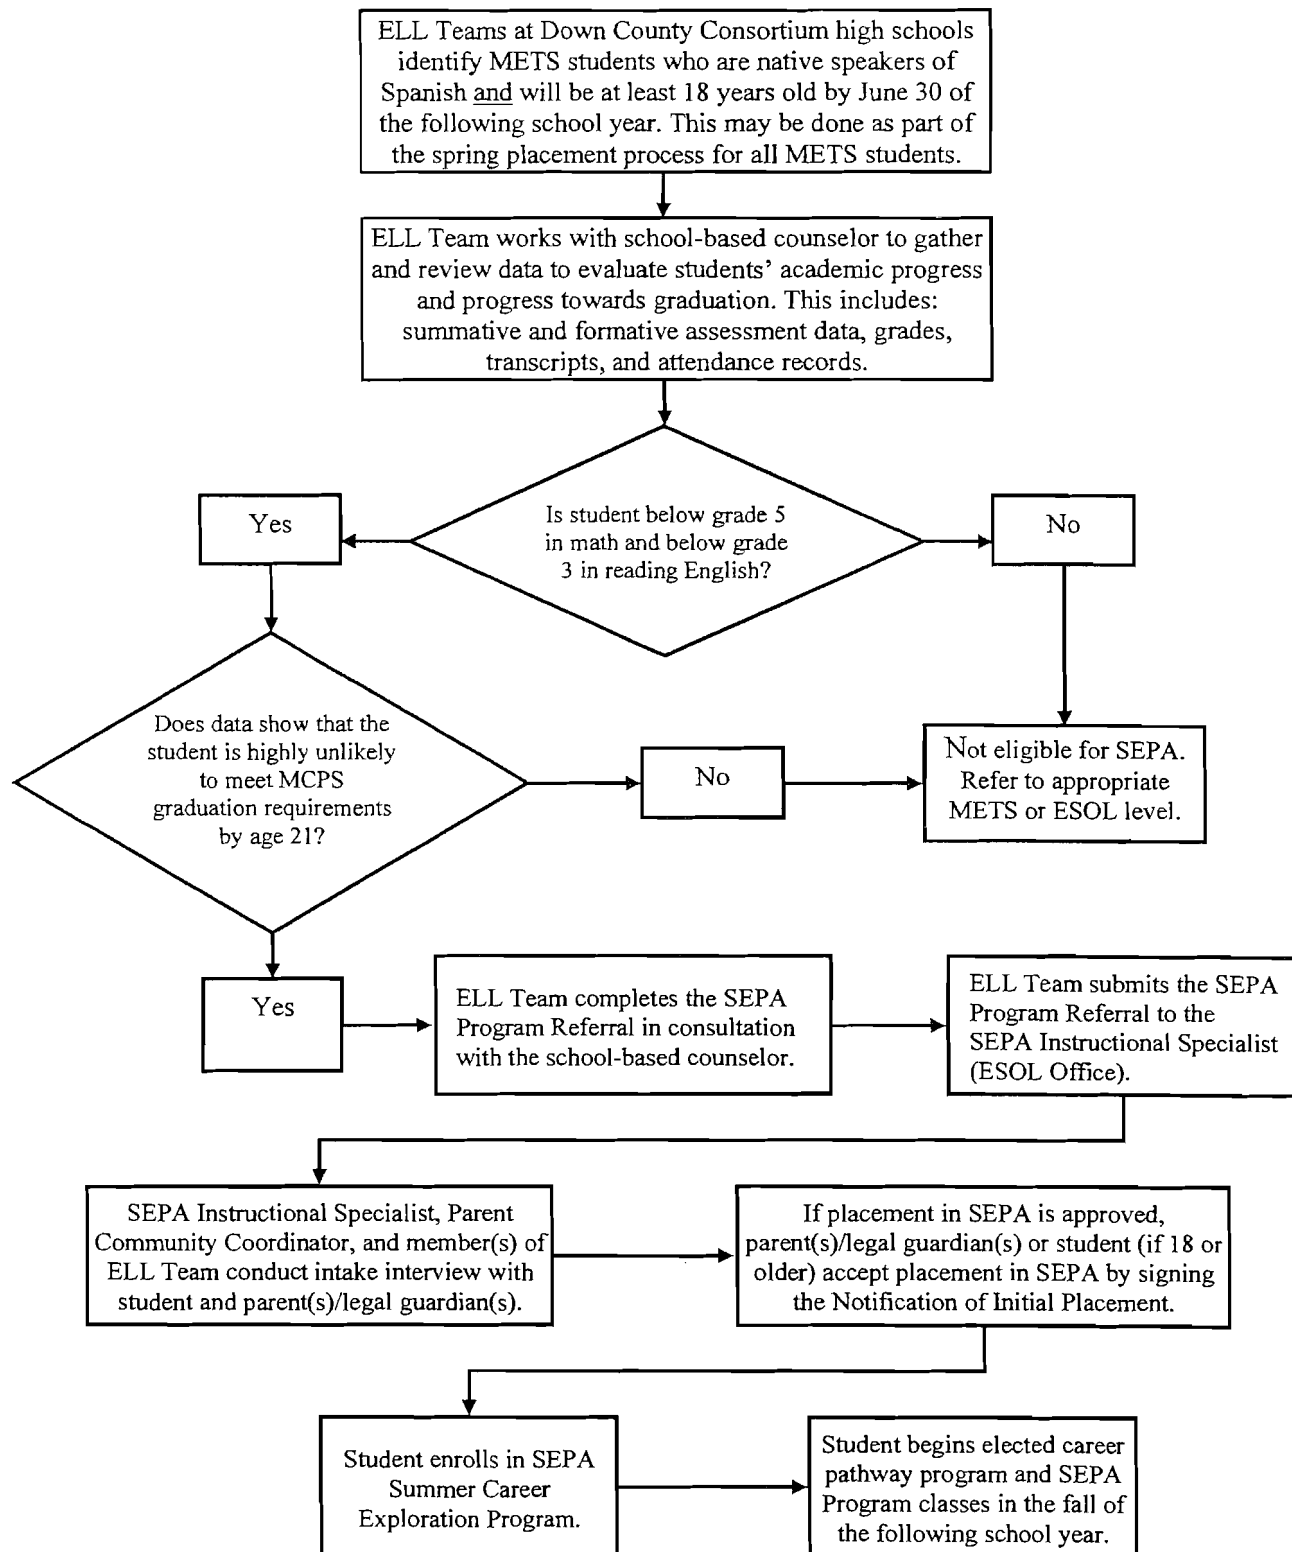 ELL Teams at Down County Consortium high schools
identify METS students who are native speakers of
Spanish and will be at least 18 years old by June 30 of
the following school year. This may be done as part of
the spring placement process for all METS students.
ELL Team works with school-based counselor to gather
and review data to evaluate students' academic progress
and progress towards graduation. This includes:
summative and formative assessment data, grades,
transcripts, and attendance records.
Is student below grade 5
in math and below grade
3 in reading English?
Yes
No
Does data show that the
student is highly unlikely
to meet MCPS
graduation requirements
by age 21?
No
Not eligible for SEPA.
Refer to appropriate
METS or ESOL level.
Yes
ELL Team completes the SEPA
Program Referral in consultation
with the school-based counselor.
ELL Team submits the SEPA
Program Referral to the
SEPA Instructional Specialist
(ESOL Office).
SEPA Instructional Specialist, Parent
Community Coordinator, and member(s) of
ELL Team conduct intake interview with
student and parent(s)/legal guardian(s).
If placement in SEPA is approved,
parent(s)/legal guardian(s) or student (if 18 or
older) accept placement in SEPA by signing
the Notification of Initial Placement.
Student enrolls in SEPA
Summer Career
Exploration Program.
Student begins elected career
pathway program and SEPA
Program classes in the fall of
the following school year.